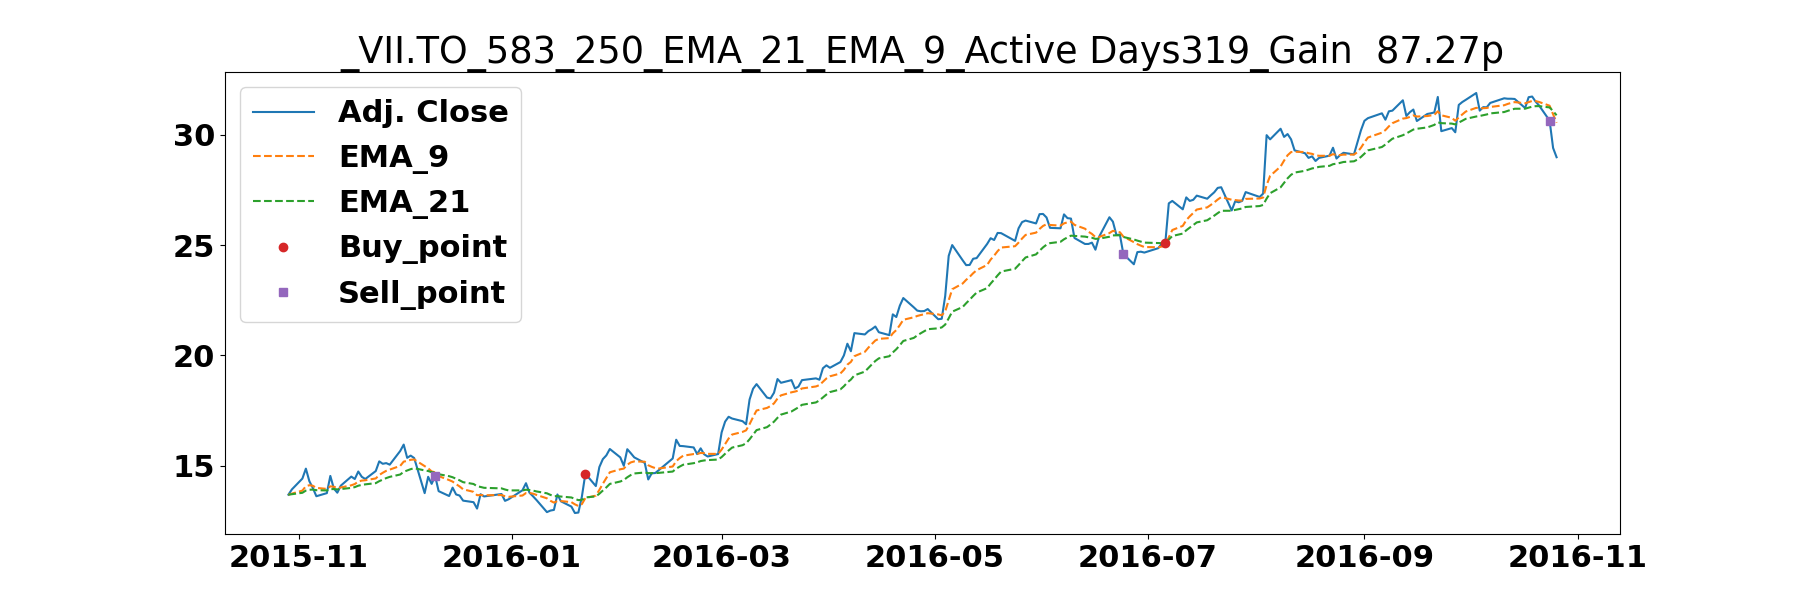 _VII.TO_583_250_EMA_21_EMA_9_Active Days319_Gain  87.27p
Adj. Close
EMA_9
EMA_21
Buy_point
Sell_point
30
25
20
15
2015-11 2016-01 2016-03 2016-05 2016-07 2016-09 2016-11